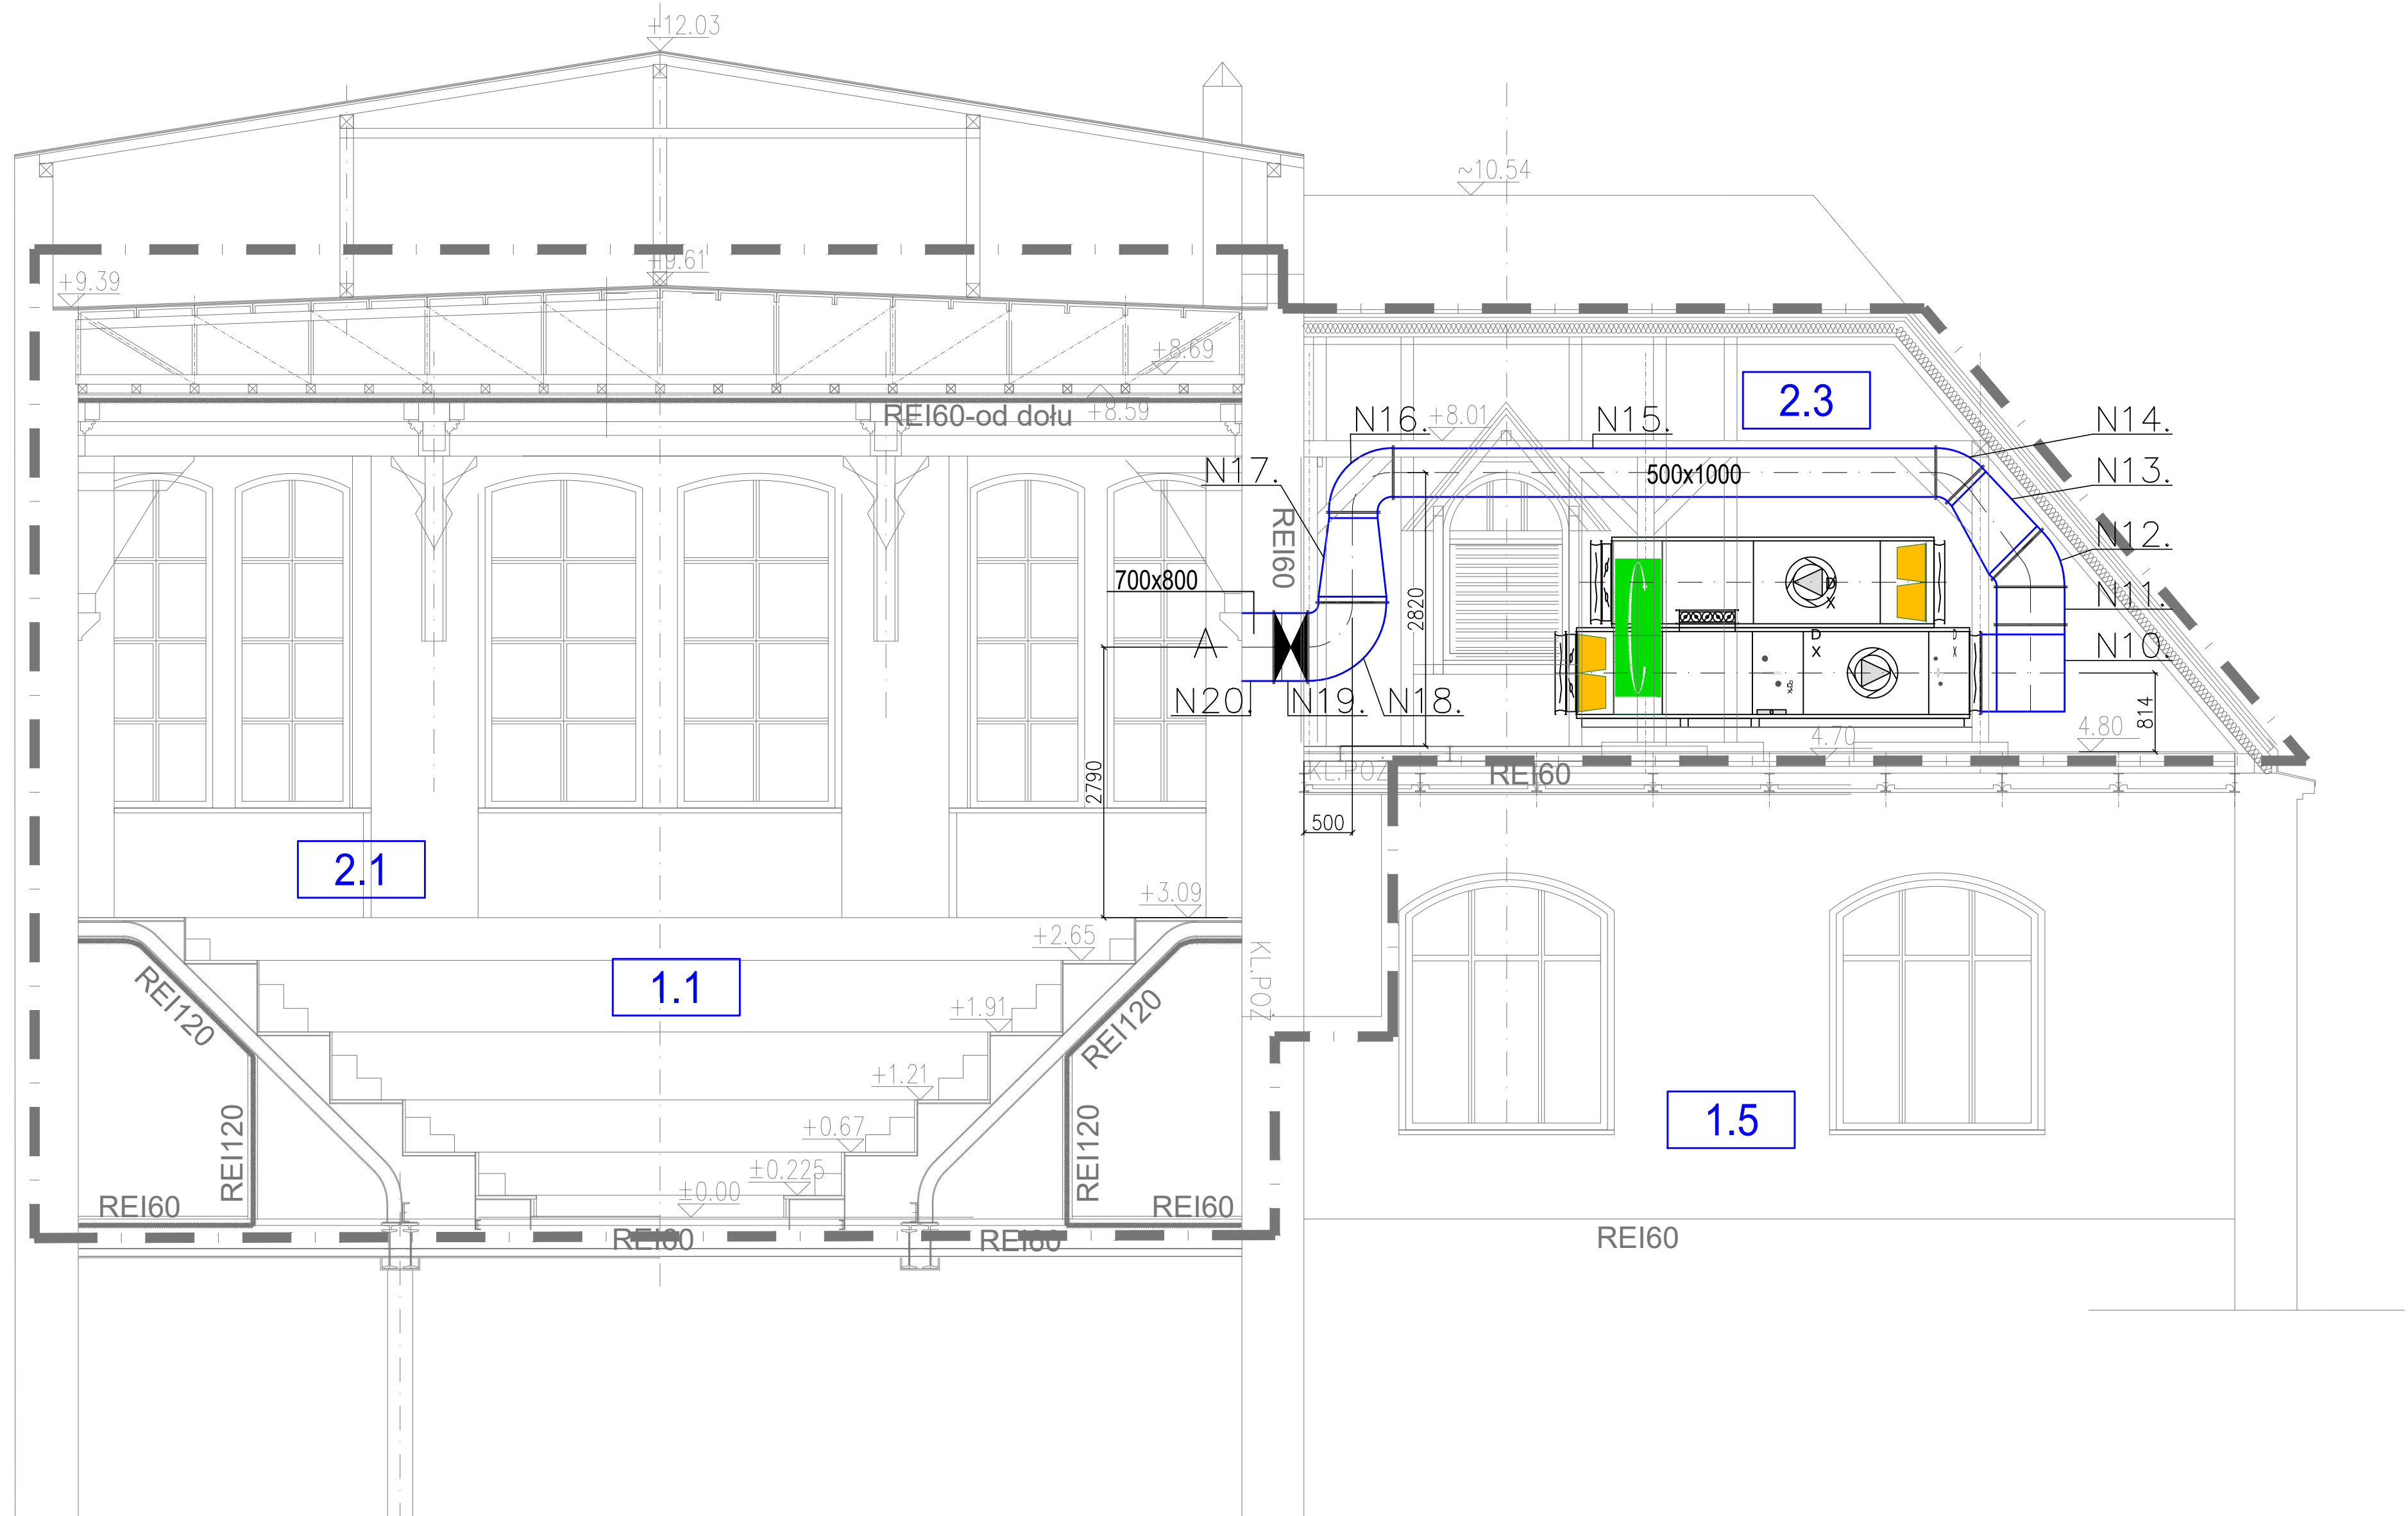 +12.03
~10.54
+9.61
+9.39
+8.69
+8.59
REI60-od dołu
2.3
N16.
+8.01
N15.
N14.
N17.
500x1000
N13.
REI60
N12.
700x800
2820
N11.
D
X
A
D
X
D
X
N10.
N20.
N19.
N18.
814
4.70
4.80
2790
KL.POŻ
REI60
500
2.1
+3.09
+2.65
KL.POŻ.
1.1
REI120
REI120
+1.91
+1.21
1.5
REI120
REI120
+0.67
±0.225
±0.00
REI60
REI60
REI60
REI60
REI60